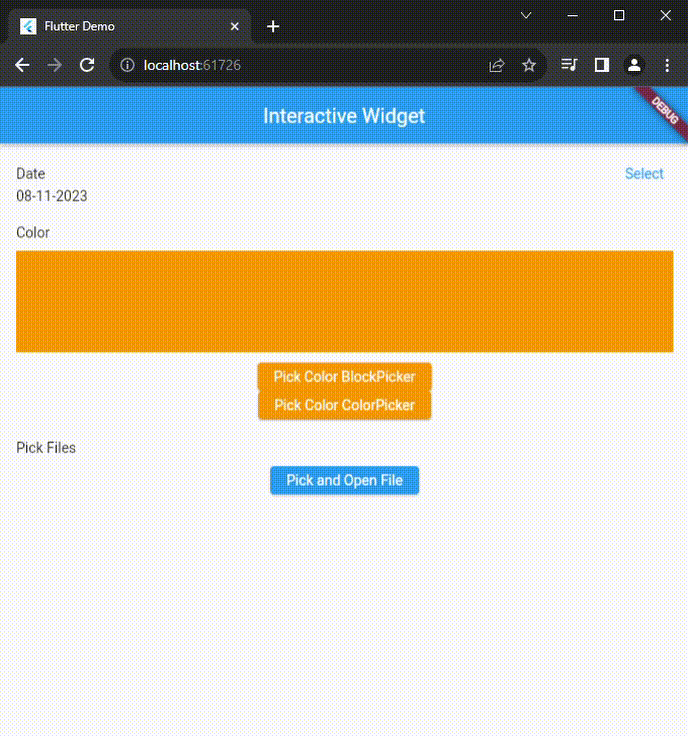 Flutter Demo
localhost:61726
Interactive Widget
DEBUG
Date
Select
08-11-2023
Color
Pick Color BlockPicker
Pick Color ColorPicker
Pick Files
Pick and Open File